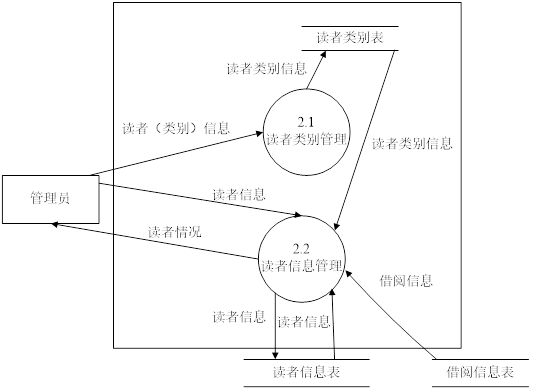 读者类别表
读者类别信息
2.1
读者类别管理
读者（类别）信息
读者类别信息
管理员
读者信息
读者情况
2.2
读者信息管理
借阅信息
读者信息
读者信息
读者信息表
借阅信息表